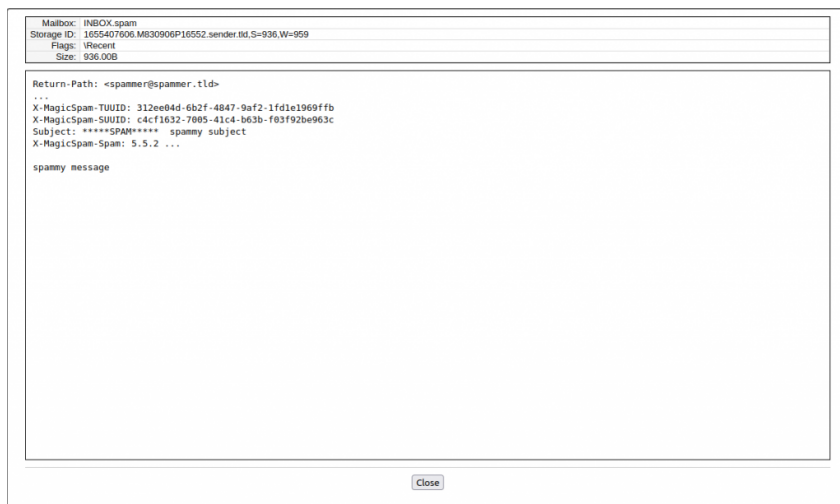 Mailbox: INBOX.spam
Storage ID: 1655407606.M830906P16552.sender.tld,S=936,W=959
Flags: \Recent
Size: 936.00B
Return-Path: <spammer@spammer.tld>
...
X-MagicSpam-TUUID: 312ee04d-6b2f-4847-9af2-1fd1e1969ffb
X-MagicSpam-SUUID: c4cf1632-7005-41c4-b63b-f03f92be963c
Subject: *****SPAM*****  spammy subject
X-MagicSpam-Spam: 5.5.2 ...
spammy message
Close